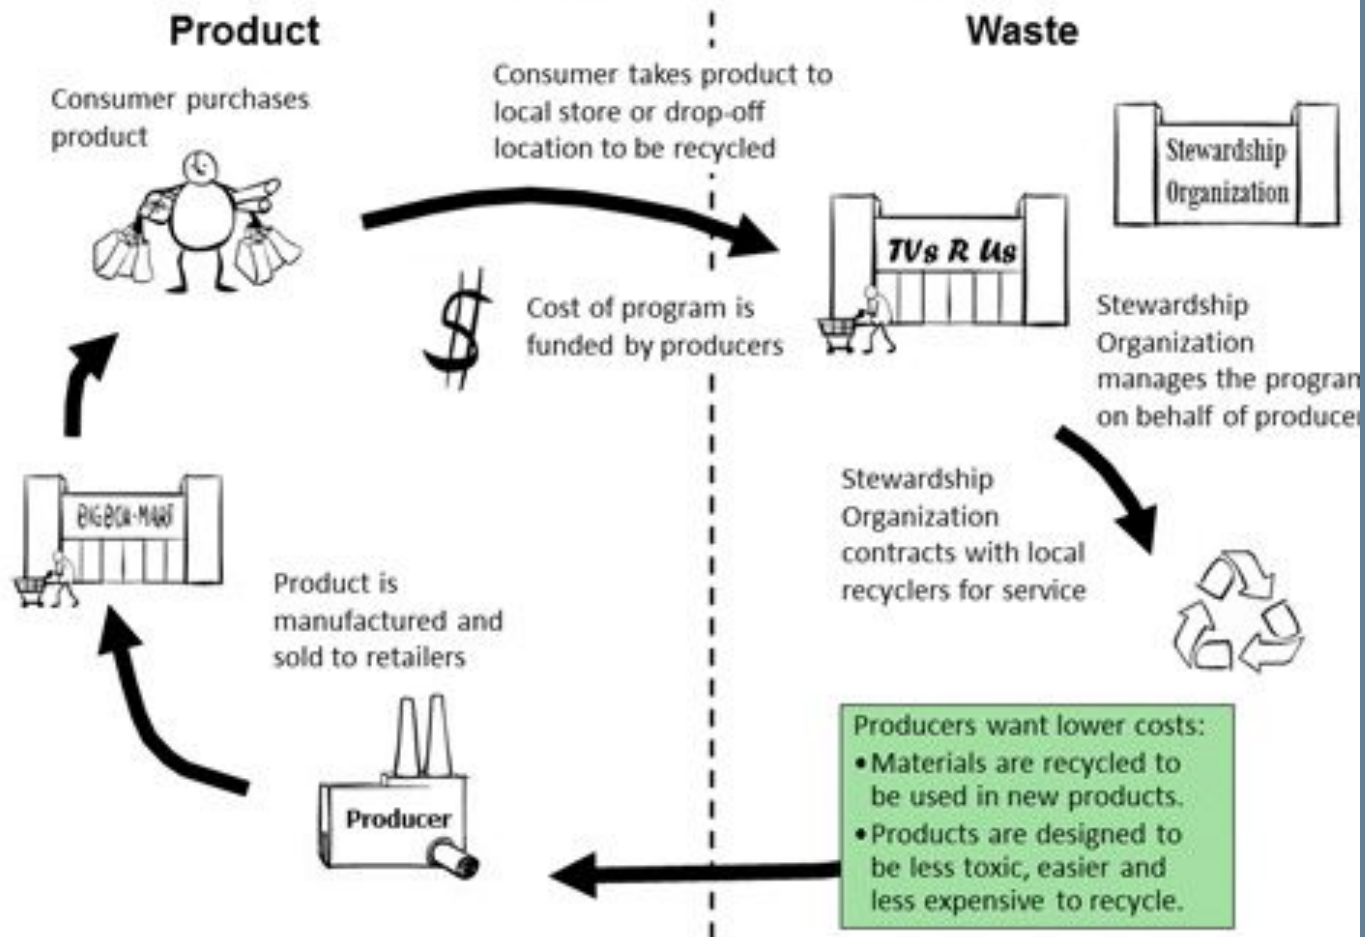 Product
Waste
Consumer purchases
product
Consumer takes product to
local store or drop-off
location to be recycled
Stewardship
Organization
TVs R Us
$
Cost of program is
funded by producers
Stewardship
Organization
manages the program
on behalf of producer
Stewardship
Organization
contracts with local
recyclers for service
BIGBOX-MART
Product is
manufactured and
sold to retailers
Producer
Producers want lower costs:
•Materials are recycled to
be used in new products.
•Products are designed to
be less toxic, easier and
less expensive to recycle.